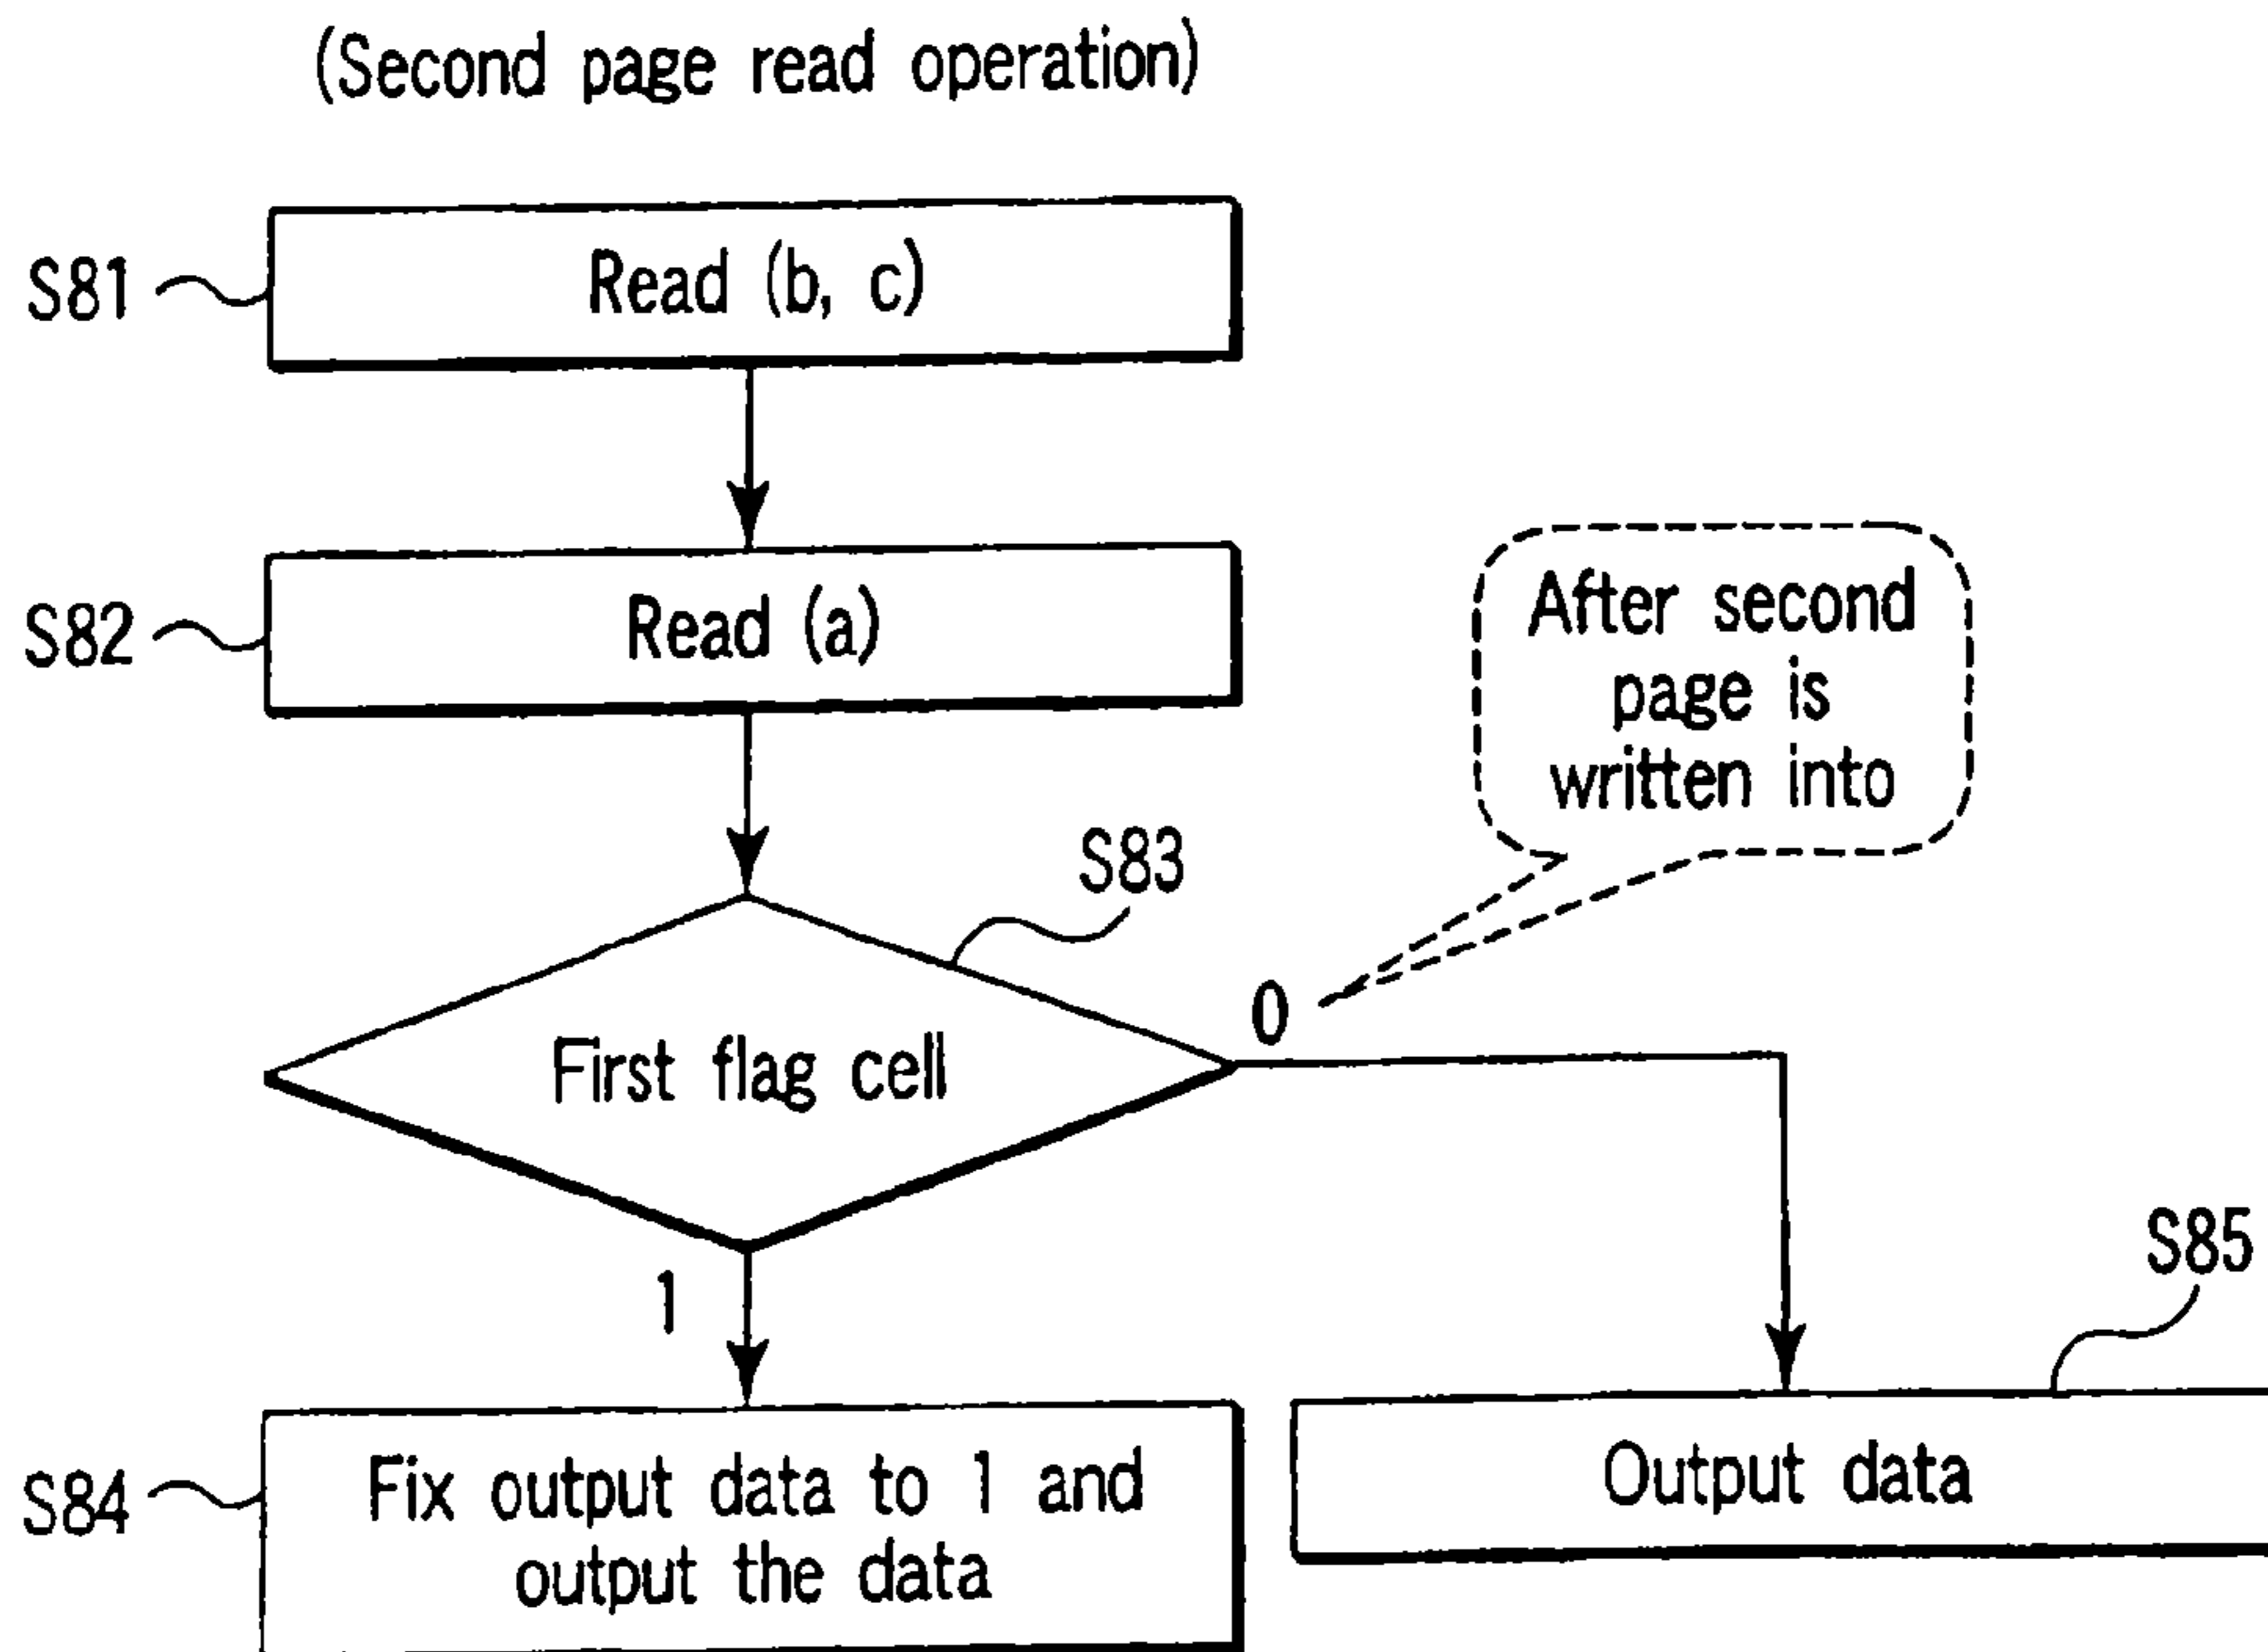 (Second page read operation)
S81
Read (b, c)
S82
Read (a)
After second
page is
written into
S83
First flag cell
0
1
S84
Fix output data to 1 and
output the data
S85
Output data